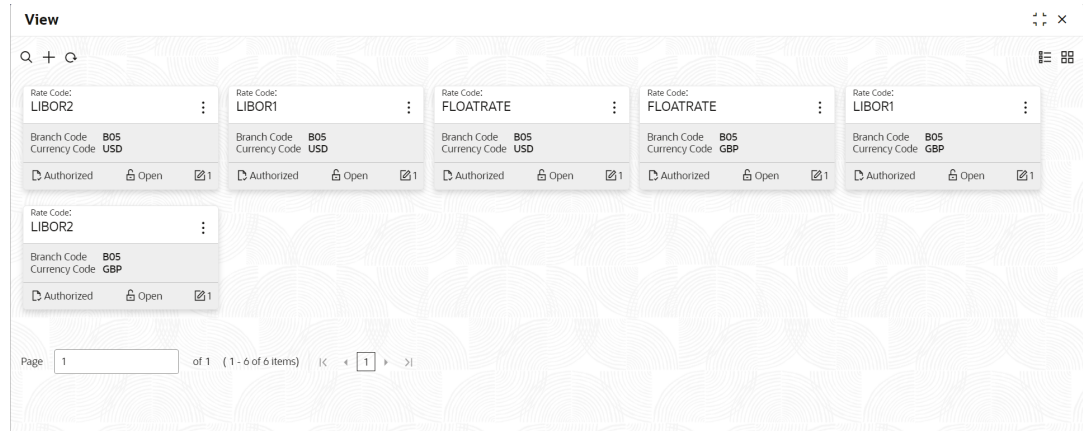 View
Rate Code: Rate Code: Rate Code: Rate Code: Rate Code:
LIBOR2 LIBOR1 FLOATRATE FLOATRATE LIBOR1
Branch Code B05 Branch Code B05 Branch Code B05 Branch Code B05 Branch Code B05
Currency Code USD Currency Code USD Currency Code USD Currency Code GBP Currency Code GBP
Authorized Open 1 Authorized Open 1 Authorized Open 1 Authorized Open 1 Authorized Open 1
Rate Code:
LIBOR2
Branch Code B05
Currency Code GBP
Authorized Open 1
Page 1 of 1 ( 1 - 6 of 6 items) 1